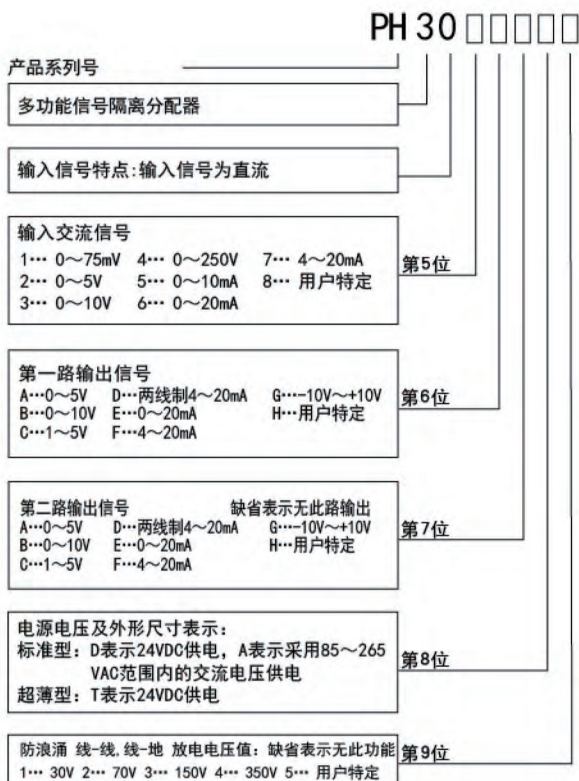 PH30□□□□□
产品系列号
多功能信号隔离分配器
输入信号特点:输入信号为直流
输入交流信号
1… 0～75mV 4… 0～250V 7… 4～20mA
2… 0～5V 5… 0～10mA 8… 用户特定
3… 0～10V 6… 0～20mA
第5位
第一路输出信号
A…0～5V D…两线制4～20mA G…-10V～+10V
B…0～10V E…0～20mA H…用户特定
C…1～5V F…4～20mA
第6位
第二路输出信号 缺省表示无此路输出
A…0～5V D…两线制4～20mA G…-10V～+10V
B…0～10V E…0～20mA H…用户特定
C…1～5V F…4～20mA
第7位
电源电压及外形尺寸表示：
标准型：D表示24VDC供电，A表示采用85～265
VAC范围内的交流电压供电
超薄型：T表示24VDC供电
第8位
防浪涌 线-线,线-地 放电电压值：缺省表示无此功能
1… 30V 2… 70V 3… 150V 4… 350V 5… 用户特定
第9位